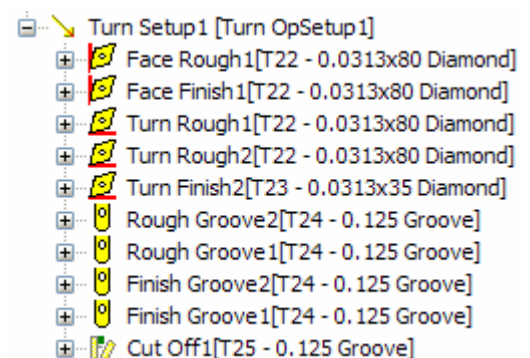 Turn Setup1 [Turn OpSetup1]
Face Rough1[T22 - 0.0313x80 Diamond]
Face Finish1[T22 - 0.0313x80 Diamond]
Turn Rough1[T22 - 0.0313x80 Diamond]
Turn Rough2[T22 - 0.0313x80 Diamond]
Turn Finish2[T23 - 0.0313x35 Diamond]
Rough Groove2[T24 - 0.125 Groove]
Rough Groove1[T24 - 0.125 Groove]
Finish Groove2[T24 - 0.125 Groove]
Finish Groove1[T24 - 0.125 Groove]
Cut Off1[T25 - 0.125 Groove]